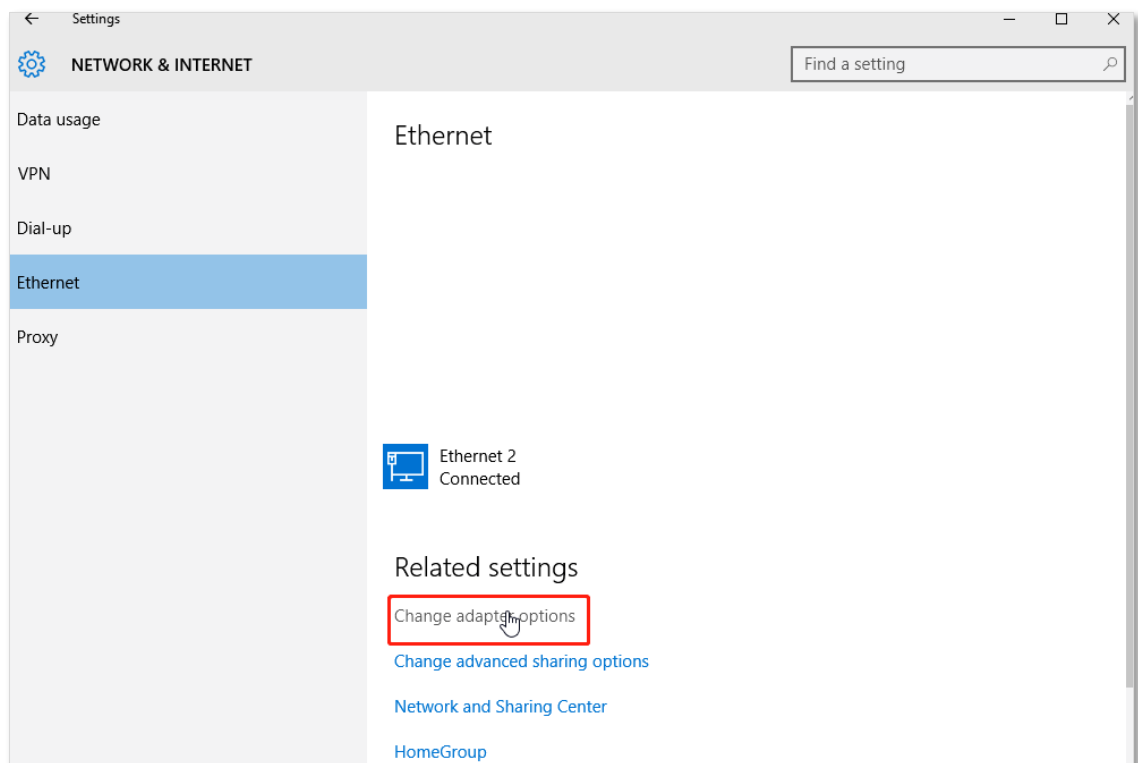 Settings
NETWORK & INTERNET
Find a setting
Data usage
VPN
Dial-up
Ethernet
Proxy
Ethernet
Ethernet 2
Connected
Related settings
Change adapter options
Change advanced sharing options
Network and Sharing Center
HomeGroup